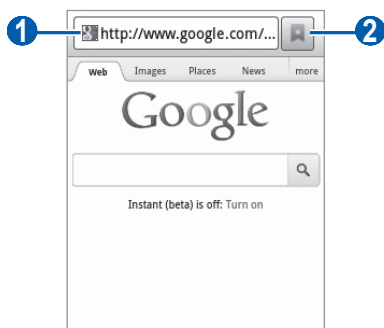 1 http://www.google.com/... 2
Web Images Places News more
Google
Instant (beta) is off: Turn on